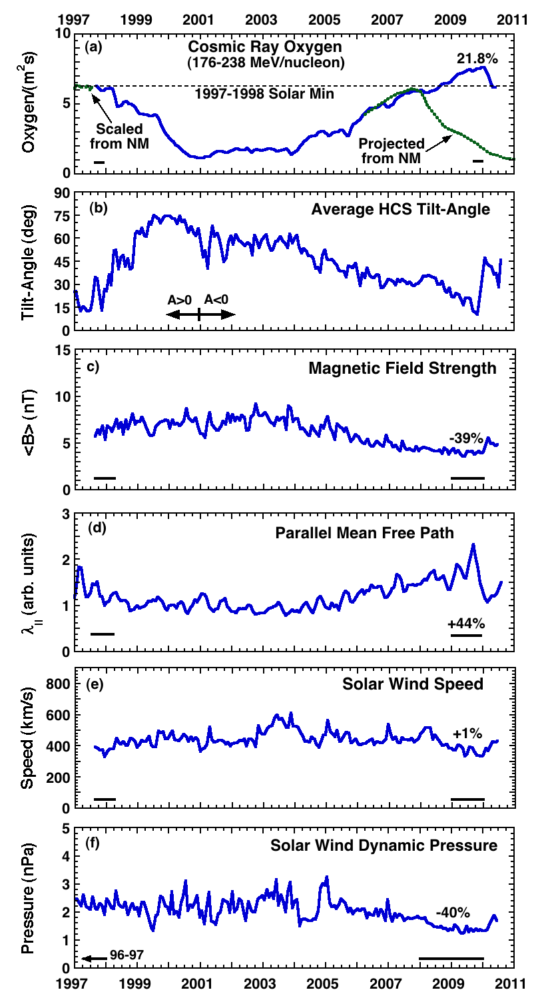 1997 1999 2001 2003 2005 2007 2009 2011
10
(a)
Cosmic Ray Oxygen
(176-238 MeV/nucleon)
21.8%
1997-1998 Solar Min
Oxygen/(m²s)
5
Scaled
from NM
Projected
from NM
0
90
(b)
Average HCS Tilt-Angle
75
60
Tilt-Angle (deg)
45
30
A>0 A<0
15
0
15
c)
Magnetic Field Strength
10
<B> (nT)
-39%
5
0
3
(d)
Parallel Mean Free Path
2
λ|| (arb. units)
1
+44%
0
(e)
Solar Wind Speed
800
600
Speed (km/s)
+1%
400
200
0
5
(f)
Solar Wind Dynamic Pressure
4
3
Pressure (nPa)
2
-40%
1
96-97
0
1997 1999 2001 2003 2005 2007 2009 2011